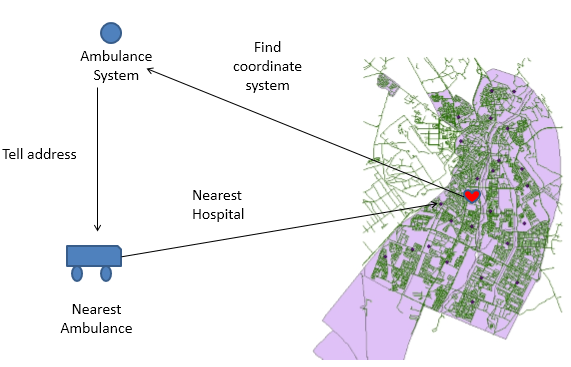 Ambulance
System
Find
coordinate
system
Tell address
Nearest
Hospital
Nearest
Ambulance